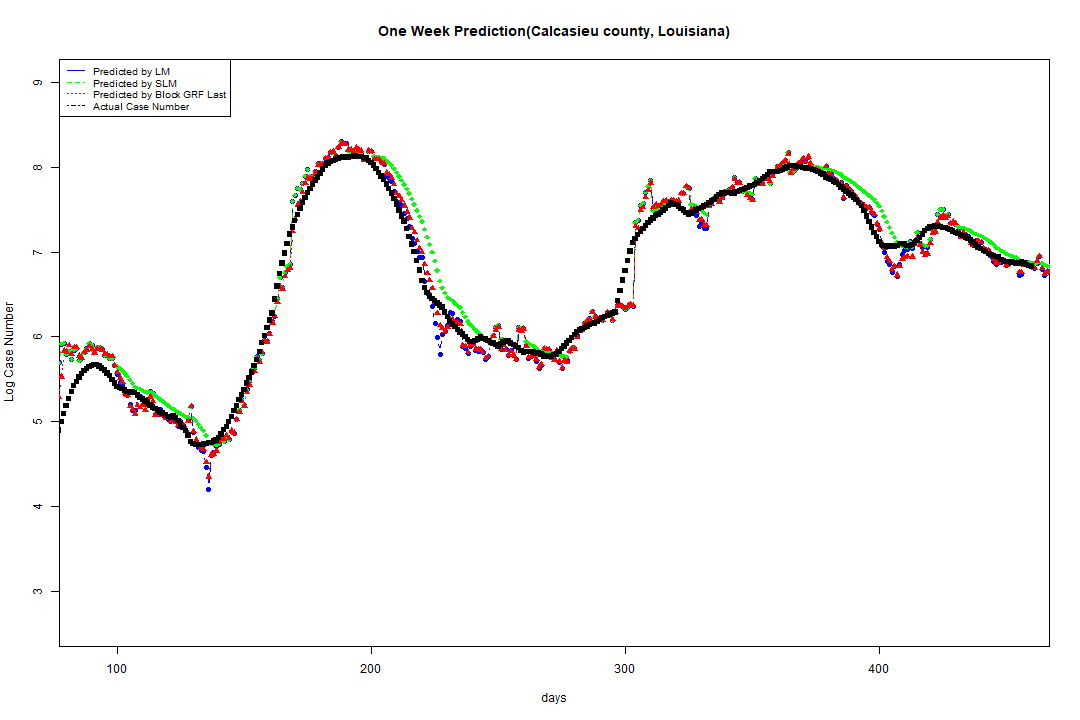 One Week Prediction(Calcasieu county, Louisiana)
Predicted by LM
Predicted by SLM
Predicted by Block GRF Last
Actual Case Number
9
8
7
6
5
4
3
Log Case Number
100 200 300 400
days